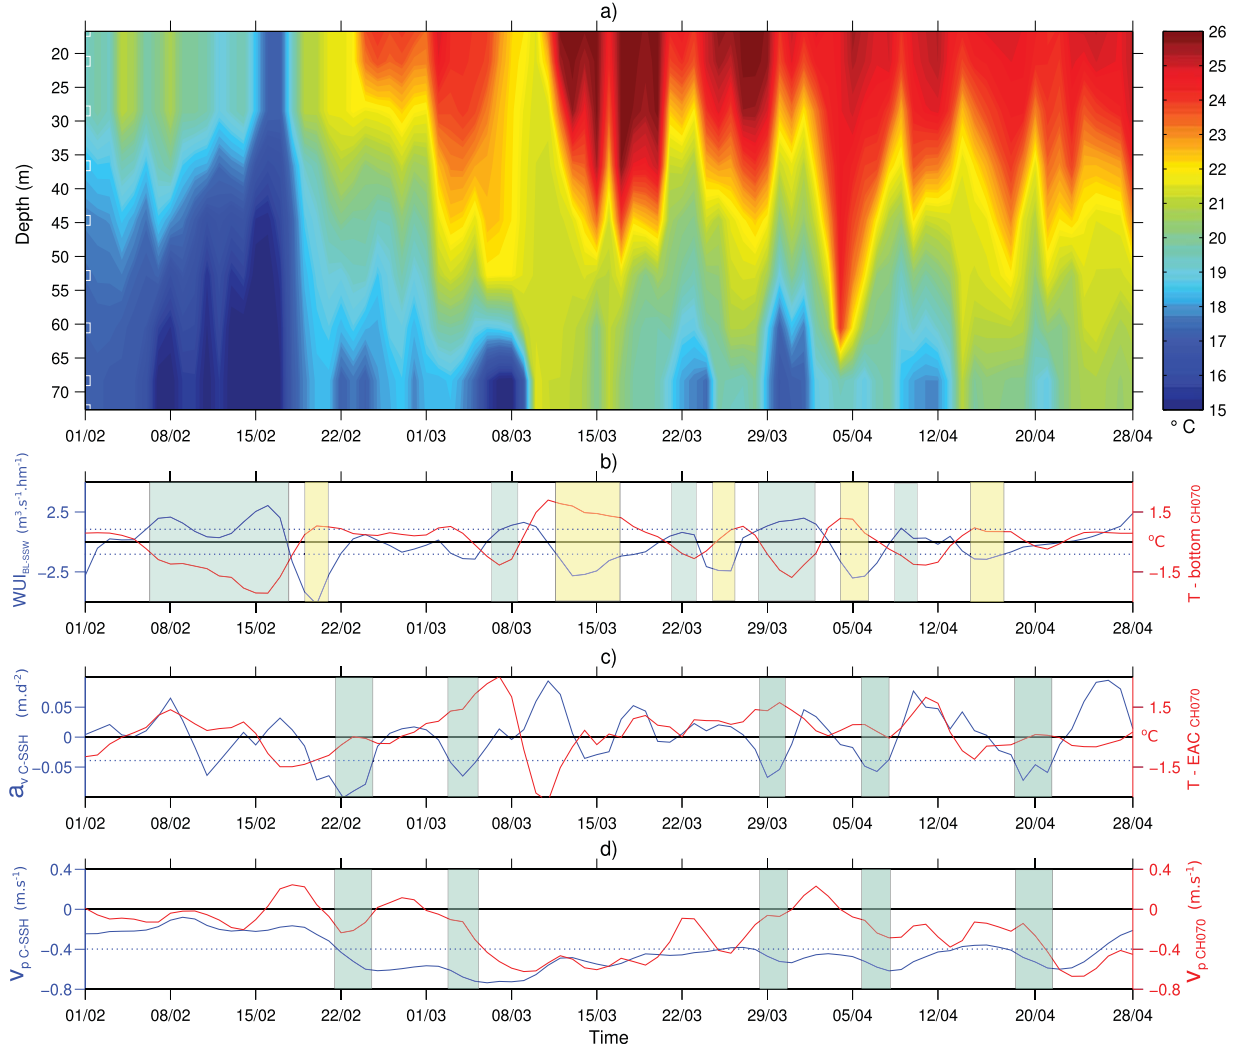 a)
20
25
30
35
40
45
50
55
60
65
70
Depth (m)
01/02 08/02 15/02 22/02 01/03 08/03 15/03 22/03 29/03 05/04 12/04 20/04 28/04
26
25
24
23
22
21
20
19
18
17
16
15
° C
b)
WUI BL-SSW (m³.s⁻¹.hm⁻¹)
2.5
−2.5
1.5
°C
−1.5
T - bottom CH070
01/02 08/02 15/02 22/02 01/03 08/03 15/03 22/03 29/03 05/04 12/04 20/04 28/04
c)
a v C-SSH (m.d⁻²)
0.05
0
−0.05
1.5
°C
−1.5
T - EAC CH070
01/02 08/02 15/02 22/02 01/03 08/03 15/03 22/03 29/03 05/04 12/04 20/04 28/04
d)
v p C-SSH (m.s⁻¹)
0.4
0
−0.4
−0.8
0.4
0
−0.4
−0.8
v p CH070 (m.s⁻¹)
01/02 08/02 15/02 22/02 01/03 08/03 15/03 22/03 29/03 05/04 12/04 20/04 28/04
Time